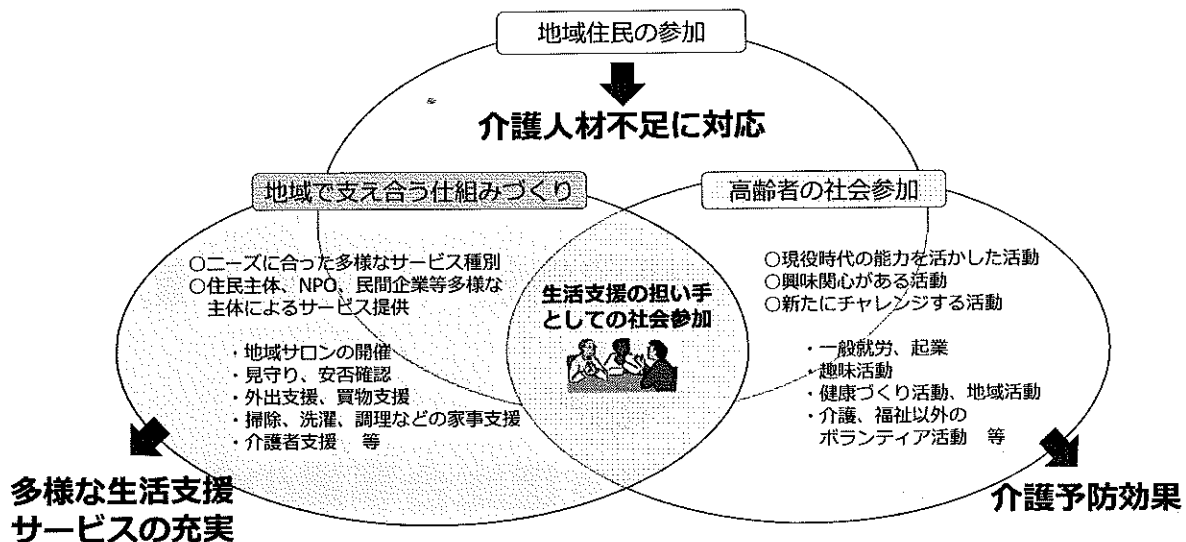 地域住民の参加
介護人材不足に対応
地域で支え合う仕組みづくり
○ニーズに合った多様なサービス種別
○住民主体、NPO、民間企業等多様な
主体によるサービス提供
・地域サロンの開催
・見守り、安否確認
・外出支援、買物支援
・掃除、洗濯、調理などの家事支援
・介護者支援　等
多様な生活支援
サービスの充実
生活支援の担い手
としての社会参加
高齢者の社会参加
○現役時代の能力を活かした活動
○興味関心がある活動
○新たにチャレンジする活動
・一般就労、起業
・趣味活動
・健康づくり活動、地域活動
・介護、福祉以外の
ボランティア活動　等
介護予防効果